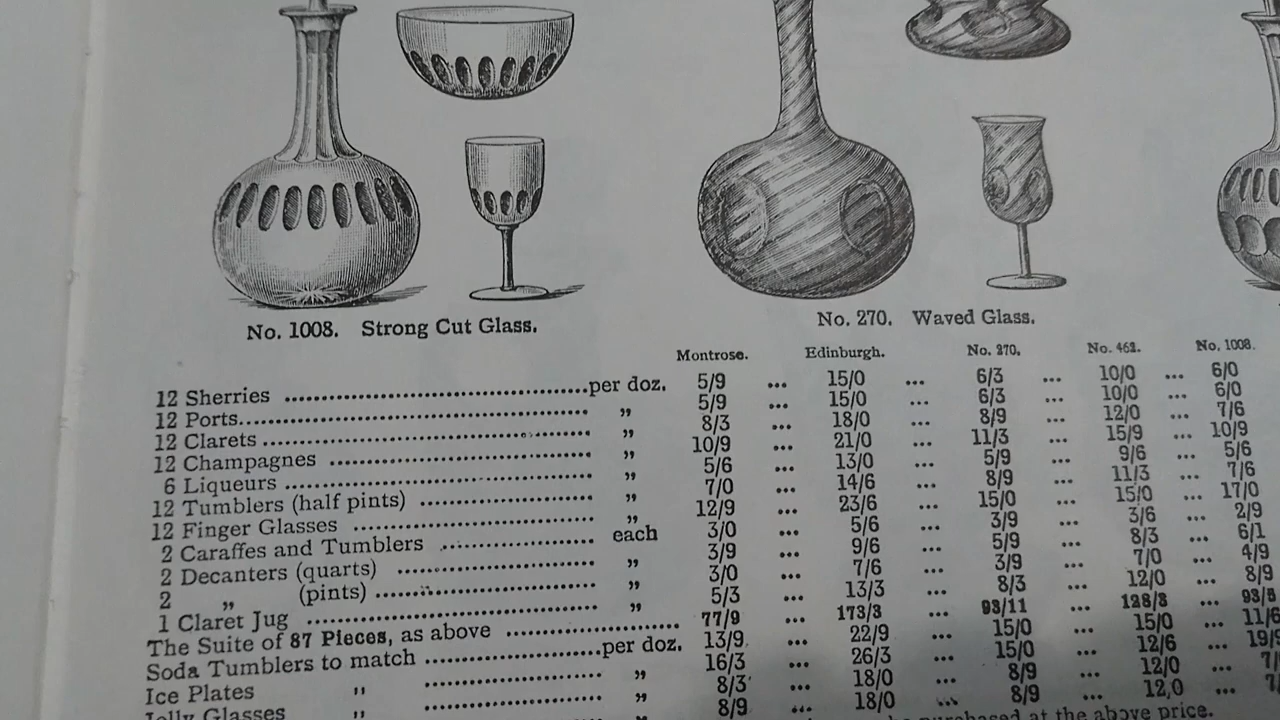 No. 1008. Strong Cut Glass.
No. 270. Waved Glass.
Montrose. Edinburgh. No. 270. No. 462. No. 1008.
12 Sherries ........ per doz. 5/9 ... 15/0 ... 6/3 ... 10/0 ... 6/0
12 Ports ........ „ 5/9 ... 15/0 ... 6/3 ... 10/0 ... 6/0
12 Clarets ........ „ 8/3 ... 18/0 ... 8/9 ... 12/0 ... 7/6
12 Champagnes ........ „ 10/9 ... 21/0 ... 11/3 ... 15/9 ... 10/9
6 Liqueurs ........ „ 5/6 ... 13/0 ... 5/9 ... 9/6 ... 5/6
12 Tumblers (half pints) ........ „ 7/0 ... 14/6 ... 8/9 ... 11/3 ... 7/6
12 Finger Glasses ........ „ 12/9 ... 23/6 ... 15/0 ... 15/0 ... 17/0
2 Caraffes and Tumblers ........ each 3/0 ... 5/6 ... 3/9 ... 3/6 ... 2/9
2 Decanters (quarts) ........ „ 3/9 ... 9/6 ... 5/9 ... 8/3 ... 6/1
2 „ (pints) ........ „ 3/0 ... 7/6 ... 3/9 ... 7/0 ... 4/9
1 Claret Jug ........ „ 5/3 ... 13/3 ... 8/3 ... 12/0 ... 8/9
The Suite of 87 Pieces, as above ........ 77/9 ... 173/3 ... 93/11 ... 128/3 ... 93/8
Soda Tumblers to match ........ per doz. 13/9 ... 22/9 ... 15/0 ... 15/0 ... 11/6
Ice Plates „ ........ „ 16/3 ... 26/3 ... 15/0 ... 12/6 ...
Jelly Glasses „ ........ „ 8/3 ... 18/0 ... 8/9 ... 12/0 ...
8/9 ... 18/0 ... 8/9 ... 12,0 ...
be purchased at the above price.